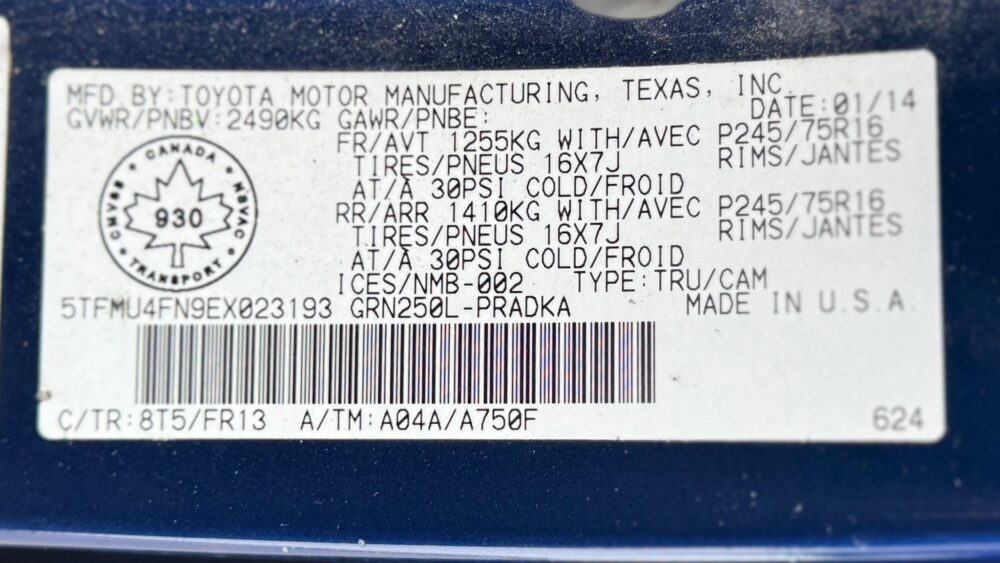 MFD BY:TOYOTA MOTOR MANUFACTURING, TEXAS, INC.
DATE:01/14
GVWR/PNBV:2490KG GAWR/PNBE:
FR/AVT 1255KG WITH/AVEC P245/75R16
TIRES/PNEUS 16X7J RIMS/JANTES
AT/A 30PSI COLD/FROID
RR/ARR 1410KG WITH/AVEC P245/75R16
TIRES/PNEUS 16X7J RIMS/JANTES
AT/A 30PSI COLD/FROID
ICES/NMB-002 TYPE:TRU/CAM
CANADA
CMVSS
930
NSVAC
TRANSPORT
5TFMU4FN9EX023193 GRN250L-PRADKA MADE IN U.S.A.
C/TR:8T5/FR13 A/TM:A04A/A750F 624